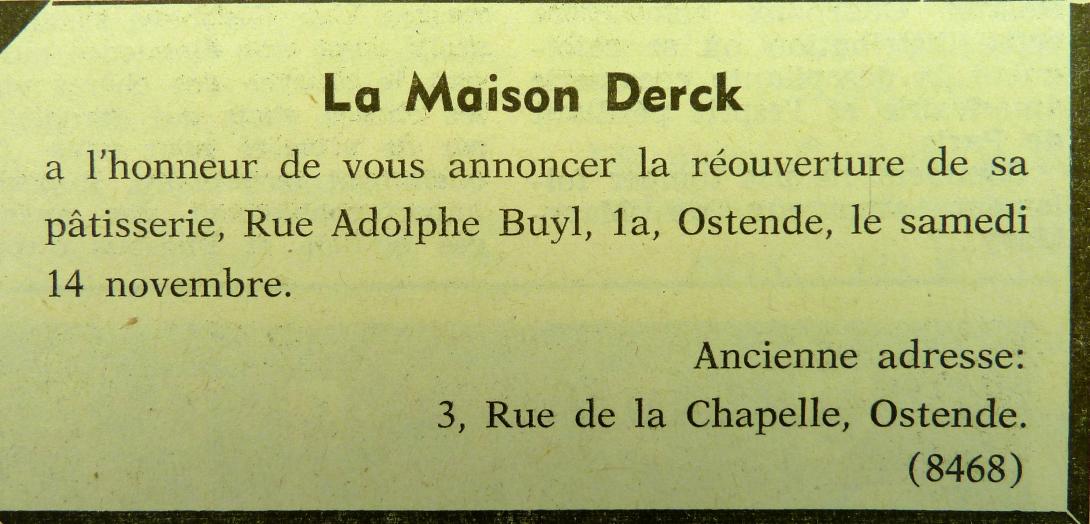 La Maison Derck
a l'honneur de vous annoncer la réouverture de sa
pâtisserie, Rue Adolphe Buyl, 1a, Ostende, le samedi
14 novembre.
Ancienne adresse:
3, Rue de la Chapelle, Ostende.
(8468)